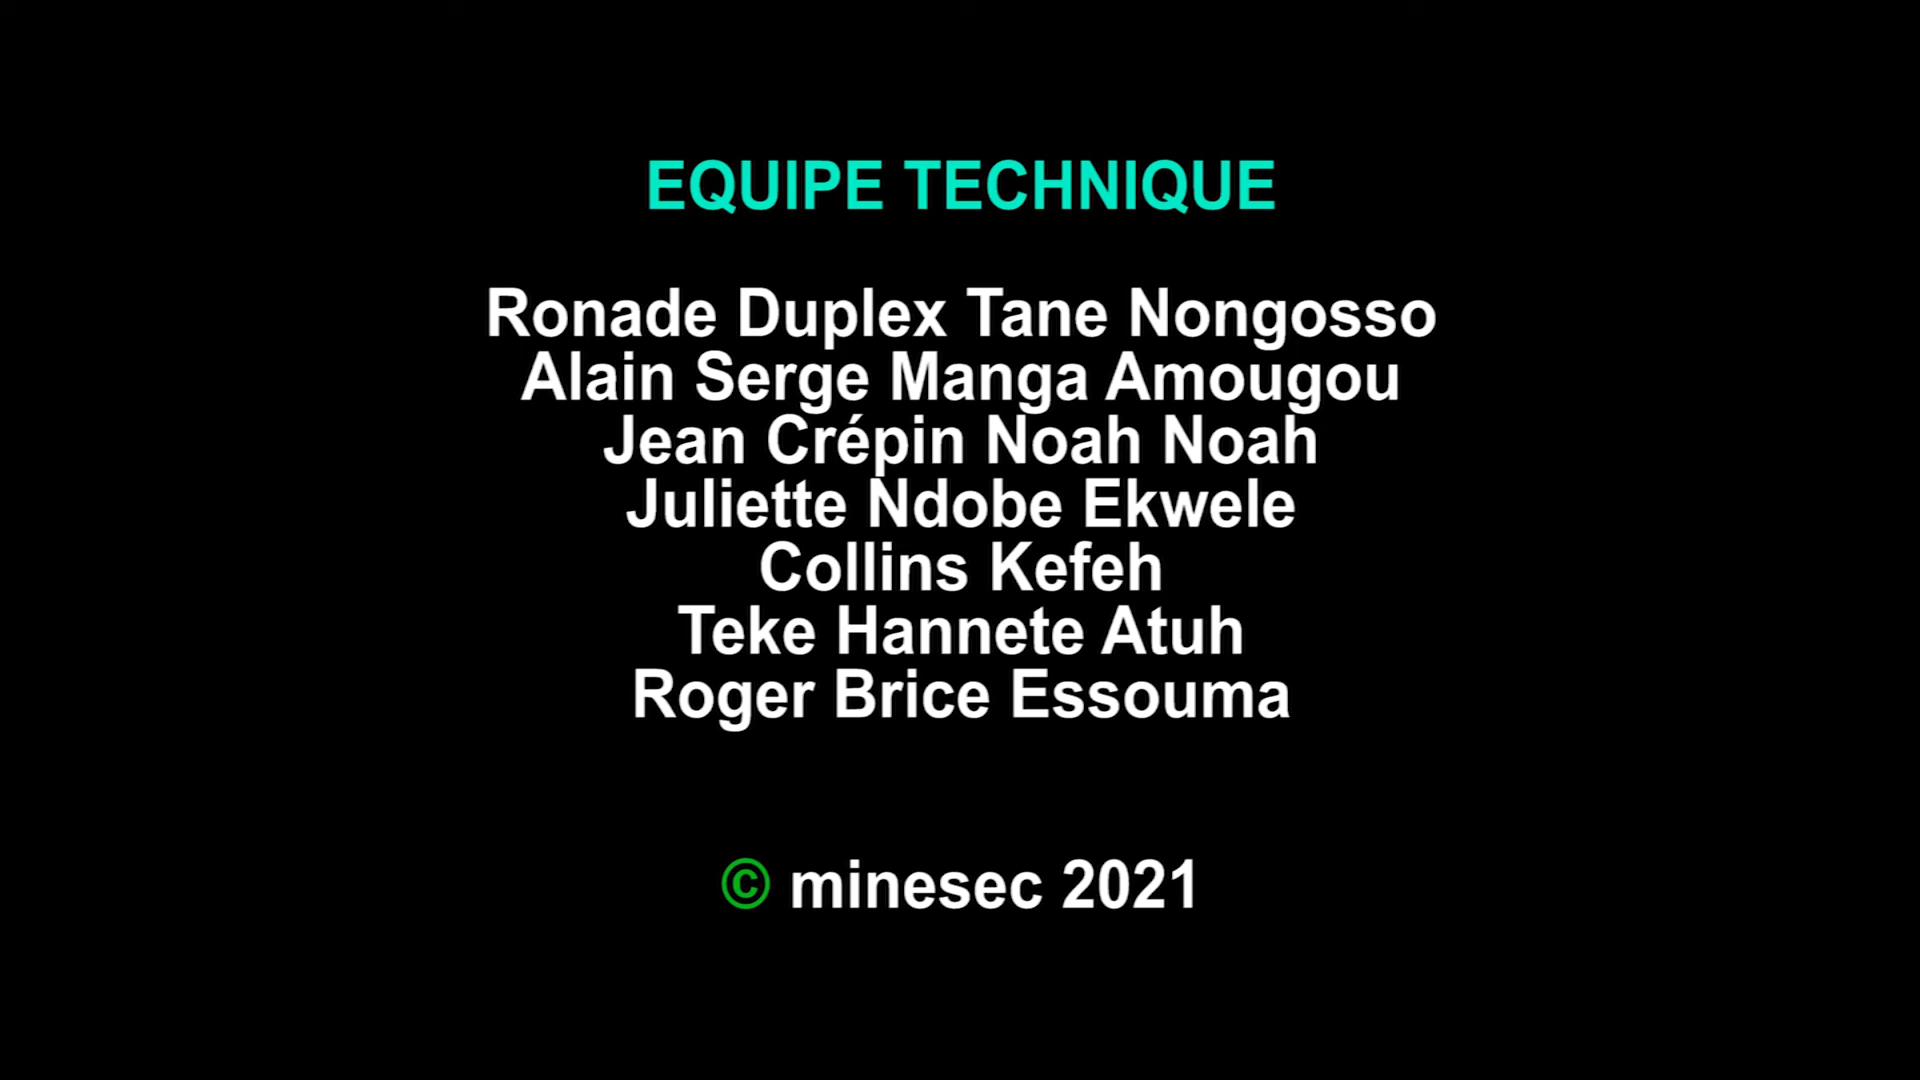 EQUIPE TECHNIQUE
Ronade Duplex Tane Nongosso
Alain Serge Manga Amougou
Jean Crépin Noah Noah
Juliette Ndobe Ekwele
Collins Kefeh
Teke Hannete Atuh
Roger Brice Essouma
© minesec 2021